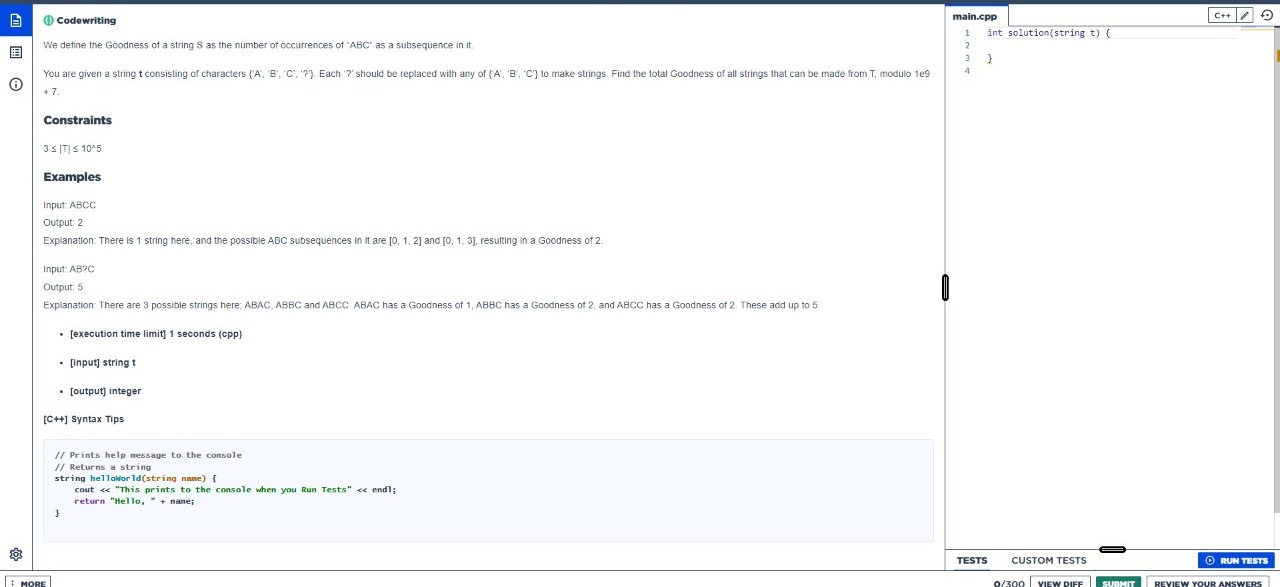 Codewriting
We define the Goodness of a string S as the number of occurrences of “ABC” as a subsequence in it.
You are given a string t consisting of characters {'A', 'B', 'C', '?'}. Each '?' should be replaced with any of {'A', 'B', 'C'} to make strings. Find the total Goodness of all strings that can be made from T, modulo 1e9
+ 7.
Constraints
3 ≤ |T| ≤ 10^5
Examples
Input: ABCC
Output: 2
Explanation: There is 1 string here, and the possible ABC subsequences in it are [0, 1, 2] and [0, 1, 3], resulting in a Goodness of 2.
Input: AB?C
Output: 5
Explanation: There are 3 possible strings here; ABAC, ABBC and ABCC. ABAC has a Goodness of 1, ABBC has a Goodness of 2, and ABCC has a Goodness of 2. These add up to 5.
• [execution time limit] 1 seconds (cpp)
• [input] string t
• [output] integer
[C++] Syntax Tips
// Prints help message to the console
// Returns a string
string helloWorld(string name) {
    cout << "This prints to the console when you Run Tests" << endl;
    return "Hello, " + name;
}
MORE
main.cpp
C++
1 int solution(string t) {
2
3 }
4
TESTS CUSTOM TESTS RUN TESTS
0/300 VIEW DIFF SUBMIT REVIEW YOUR ANSWERS